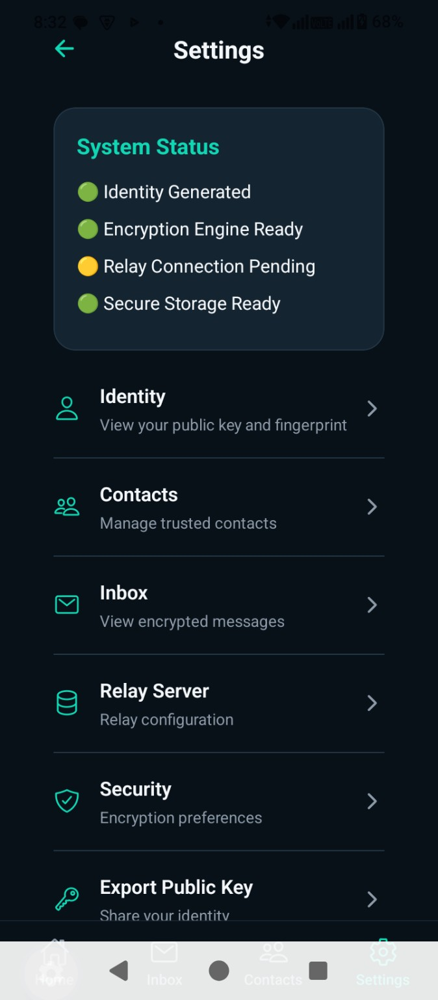 8:32 68%
Settings
System Status
Identity Generated
Encryption Engine Ready
Relay Connection Pending
Secure Storage Ready
Identity
View your public key and fingerprint
Contacts
Manage trusted contacts
Inbox
View encrypted messages
Relay Server
Relay configuration
Security
Encryption preferences
Export Public Key
Share your identity
Home Inbox Contacts Settings